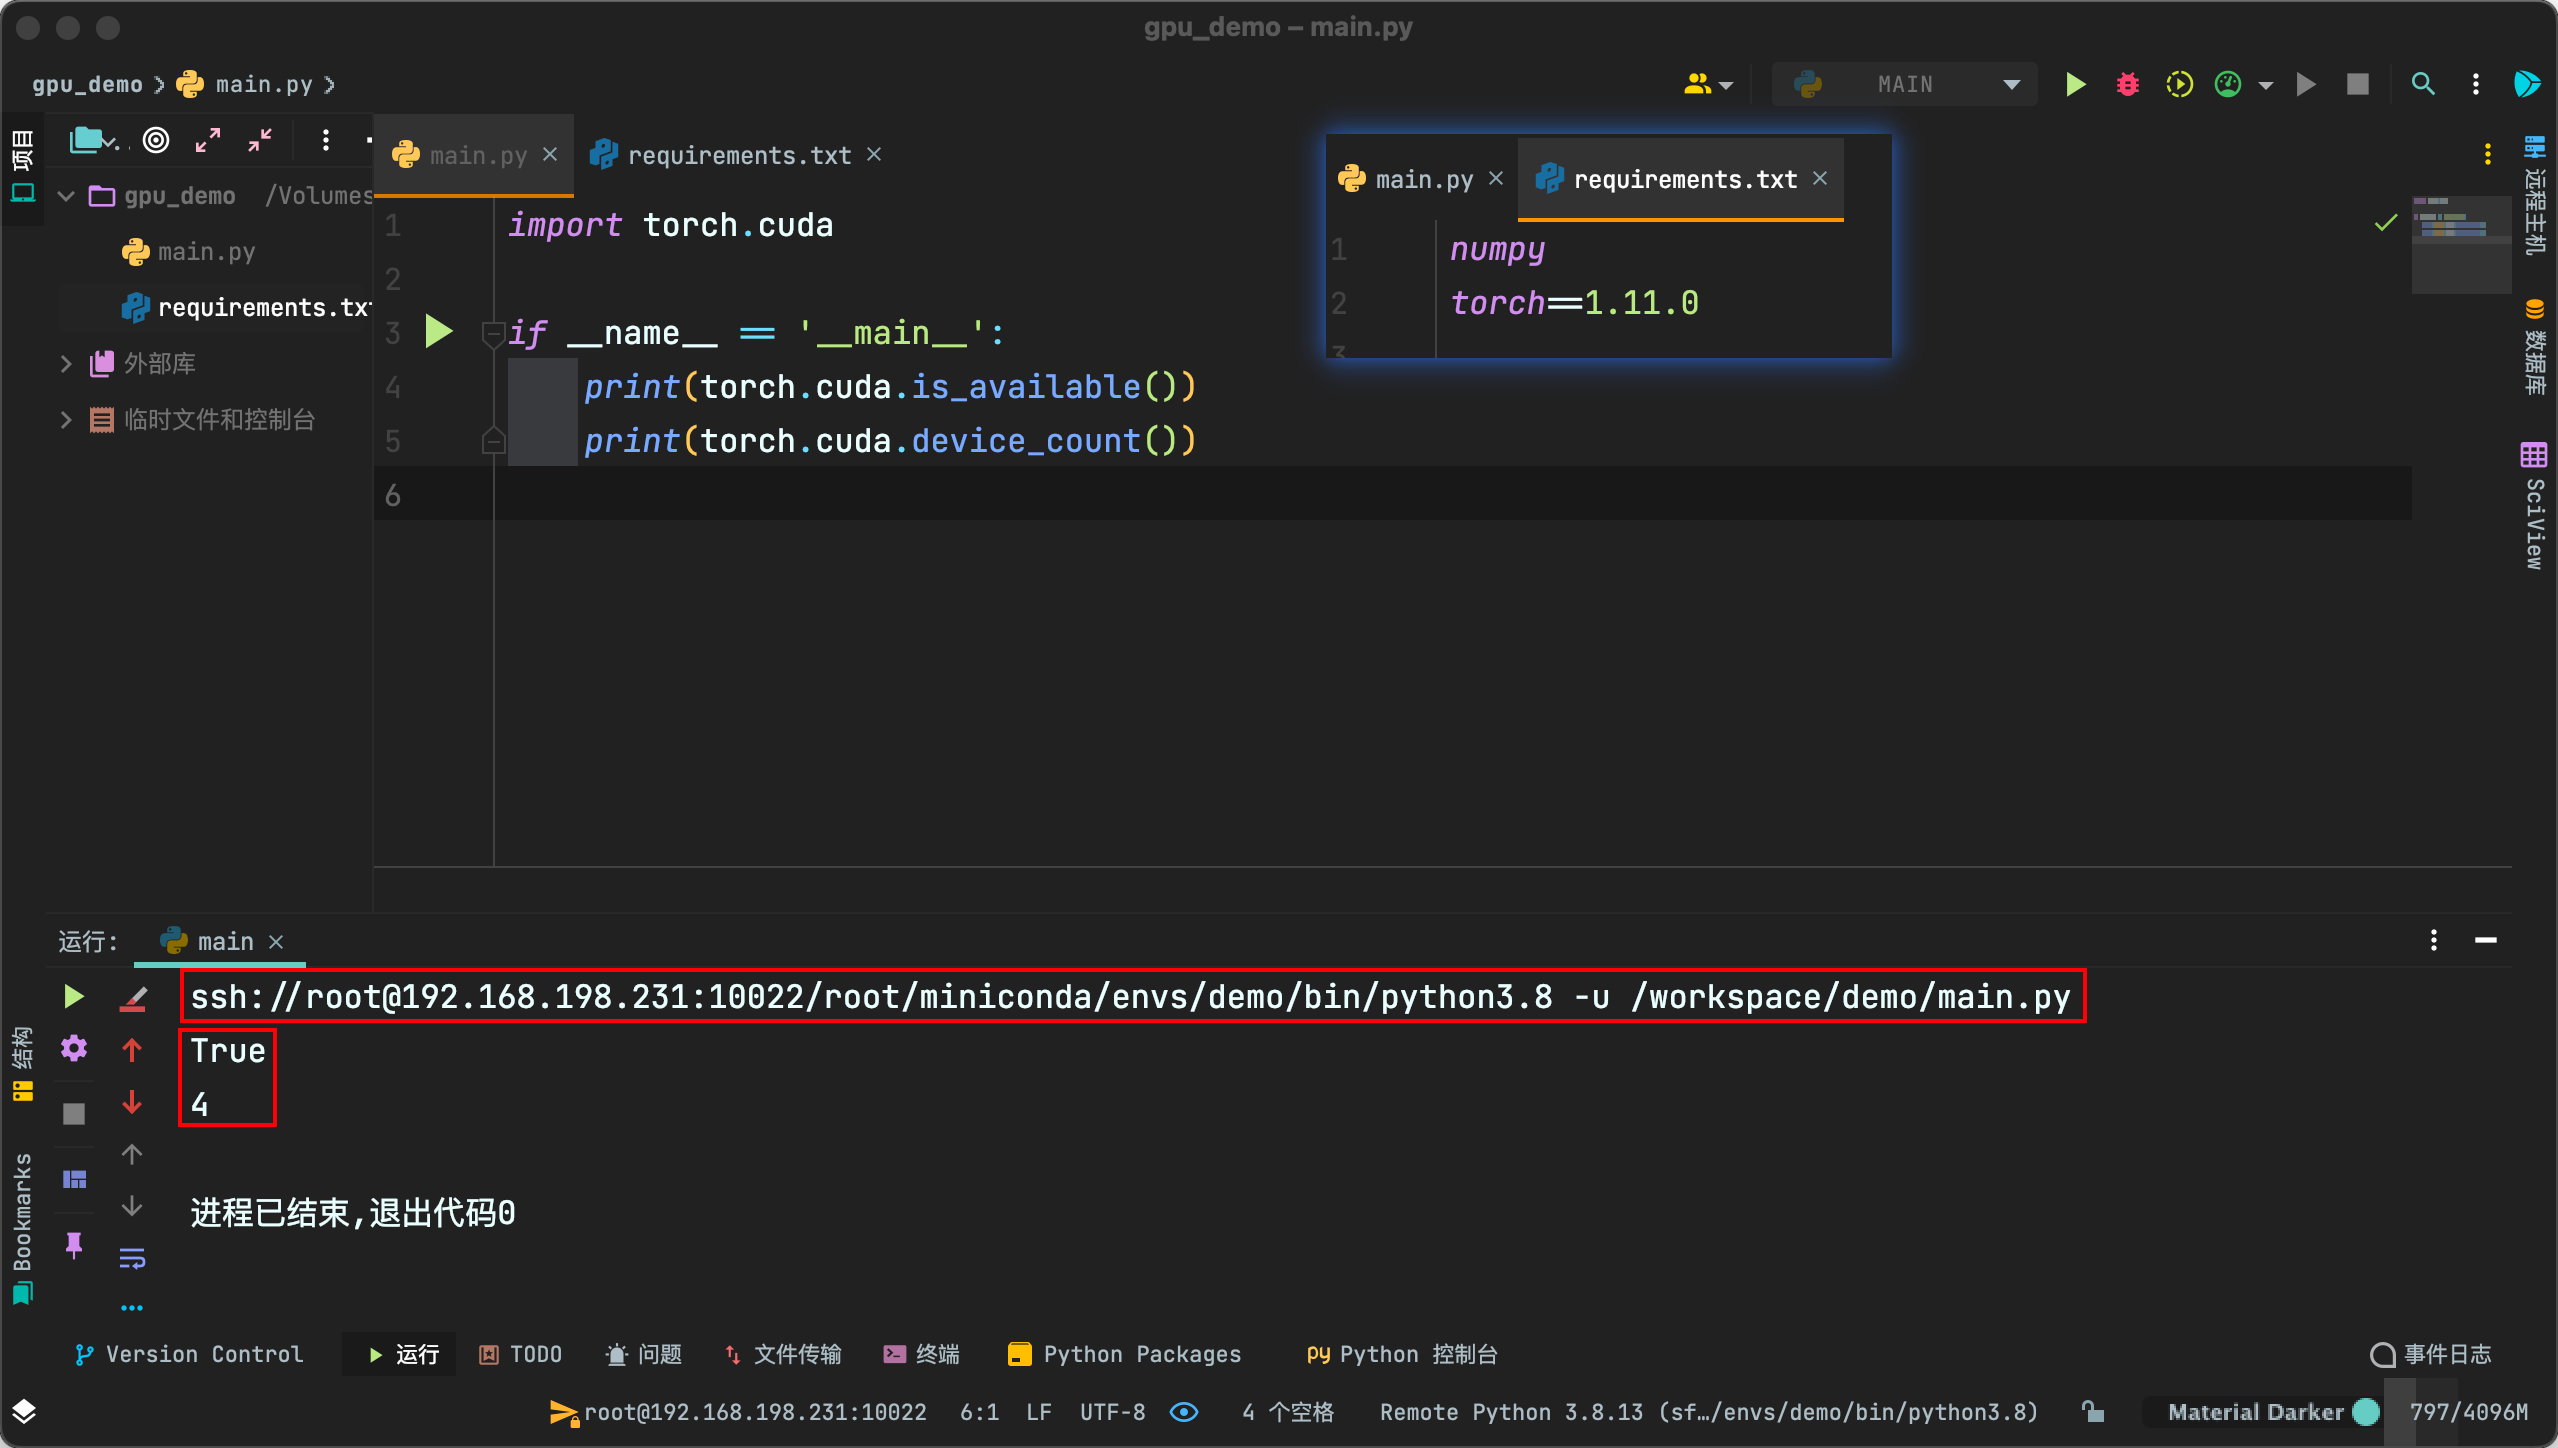 gpu_demo – main.py
gpu_demo main.py
MAIN
项目
gpu_demo /Volumes
main.py
requirements.tx
外部库
临时文件和控制台
main.py
requirements.txt
1 import torch.cuda
2
3 if __name__ == '__main__':
4 print(torch.cuda.is_available())
5 print(torch.cuda.device_count())
6
main.py
requirements.txt
1 numpy
2 torch==1.11.0
3
远程主机
数据库
SciView
运行:
main
ssh://root@192.168.198.231:10022/root/miniconda/envs/demo/bin/python3.8 -u /workspace/demo/main.py
True
4
进程已结束,退出代码0
结构
Bookmarks
Version Control
运行
TODO
问题
文件传输
终端
Python Packages
py Python 控制台
事件日志
root@192.168.198.231:10022 6:1 LF UTF-8 4 个空格 Remote Python 3.8.13 (sf…/envs/demo/bin/python3.8) Material Darker 797/4096M